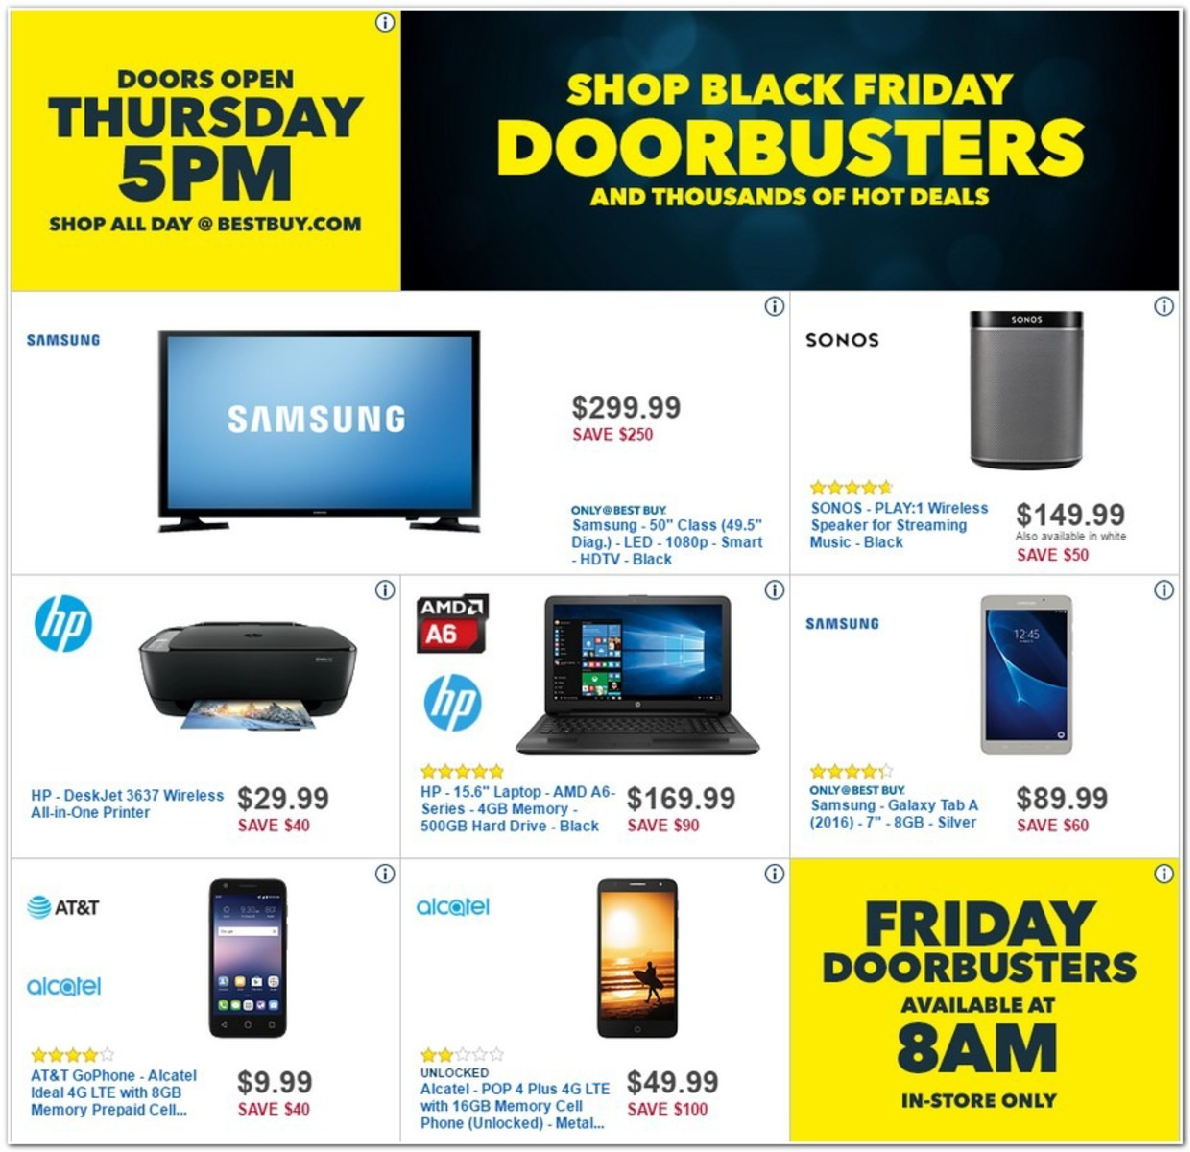 DOORS OPEN
THURSDAY
5PM
SHOP ALL DAY @ BESTBUY.COM
SHOP BLACK FRIDAY
DOORBUSTERS
AND THOUSANDS OF HOT DEALS
SAMSUNG
SAMSUNG
$299.99
SAVE $250
ONLY@BEST BUY.
Samsung - 50" Class (49.5"
Diag.) - LED - 1080p - Smart
- HDTV - Black
SONOS
SONOS
SONOS - PLAY:1 Wireless
Speaker for Streaming
Music - Black
$149.99
Also available in white
SAVE $50
hp
HP - DeskJet 3637 Wireless
All-in-One Printer
$29.99
SAVE $40
AMD
A6
hp
HP - 15.6" Laptop - AMD A6-
Series - 4GB Memory -
500GB Hard Drive - Black
$169.99
SAVE $90
SAMSUNG
12:45
ONLY@BEST BUY.
Samsung - Galaxy Tab A
(2016) - 7" - 8GB - Silver
$89.99
SAVE $60
AT&T
alcatel
AT&T GoPhone - Alcatel
Ideal 4G LTE with 8GB
Memory Prepaid Cell...
$9.99
SAVE $40
alcatel
UNLOCKED
Alcatel - POP 4 Plus 4G LTE
with 16GB Memory Cell
Phone (Unlocked) - Metal...
$49.99
SAVE $100
FRIDAY
DOORBUSTERS
AVAILABLE AT
8AM
IN-STORE ONLY